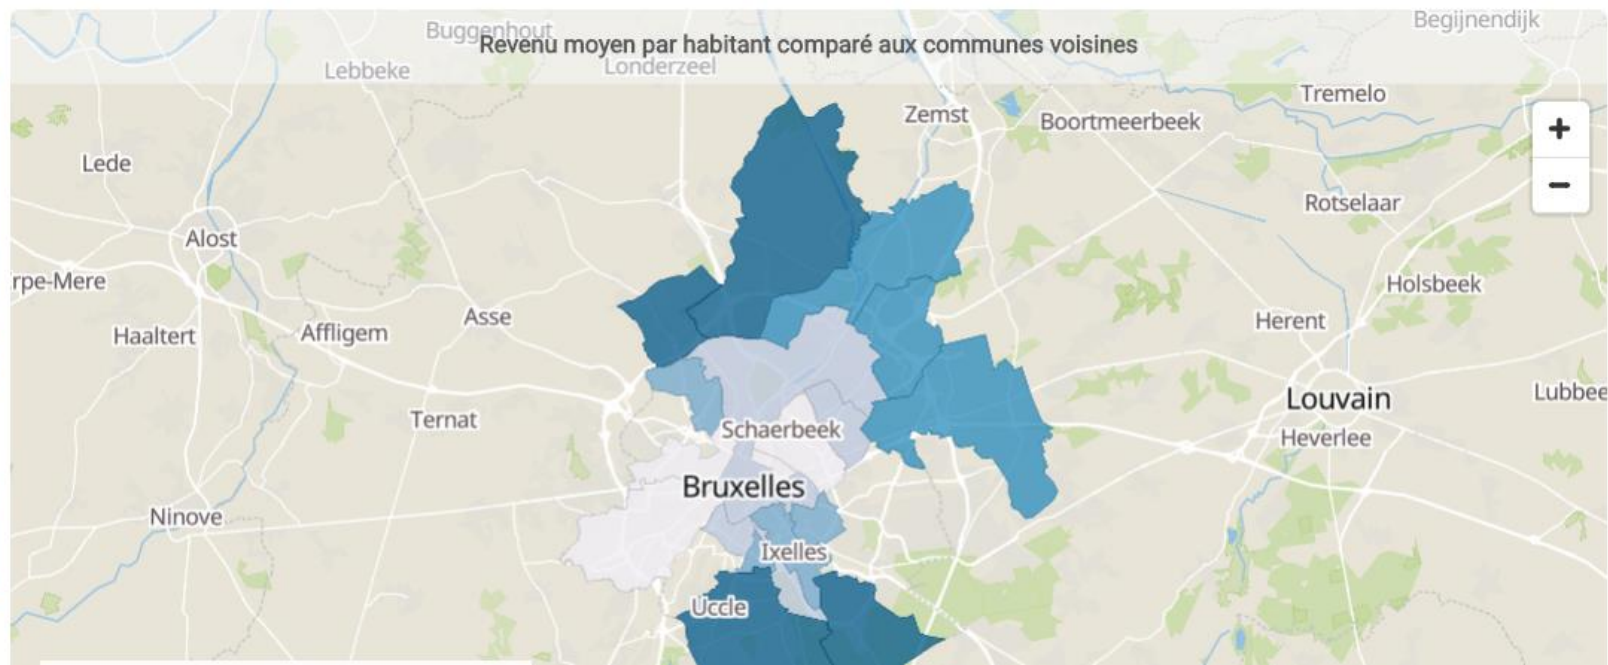 Begijnendijk
Buggenhout
Revenu moyen par habitant comparé aux communes voisines
Lebbeke
Londerzeel
Tremelo
Zemst
Boortmeerbeek
+
Lede
−
Rotselaar
Alost
rpe-Mere
Holsbeek
Asse
Herent
Haaltert
Affligem
Louvain
Lubbee
Ternat
Schaerbeek
Heverlee
Bruxelles
Ninove
Ixelles
Uccle